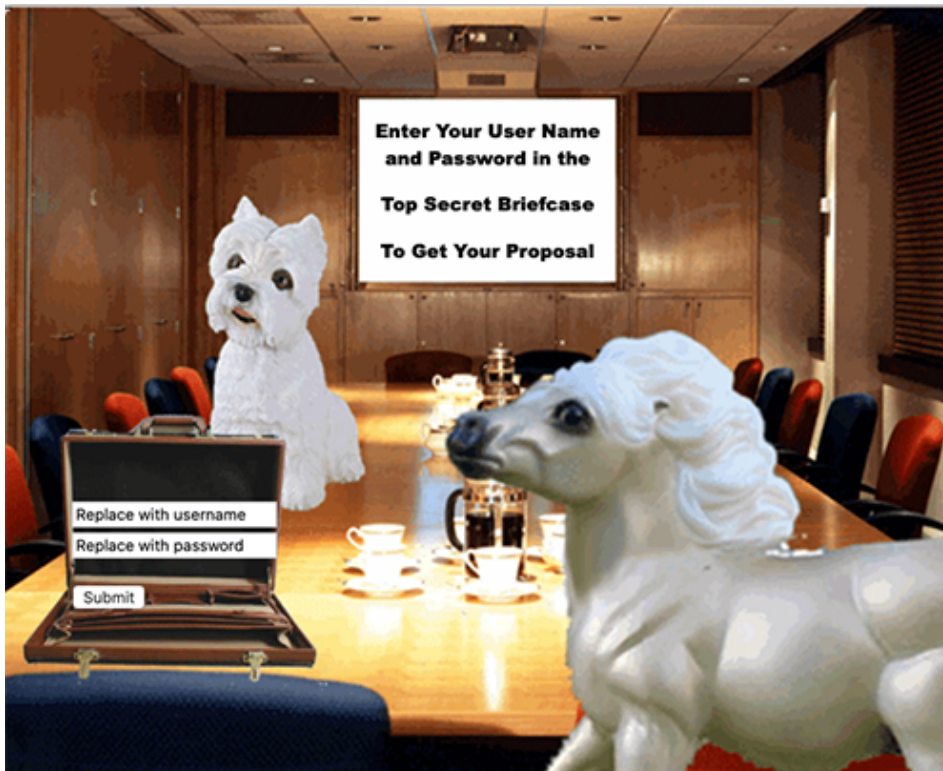 Enter Your User Name
and Password in the
Top Secret Briefcase
To Get Your Proposal
Replace with username
Replace with password
Submit